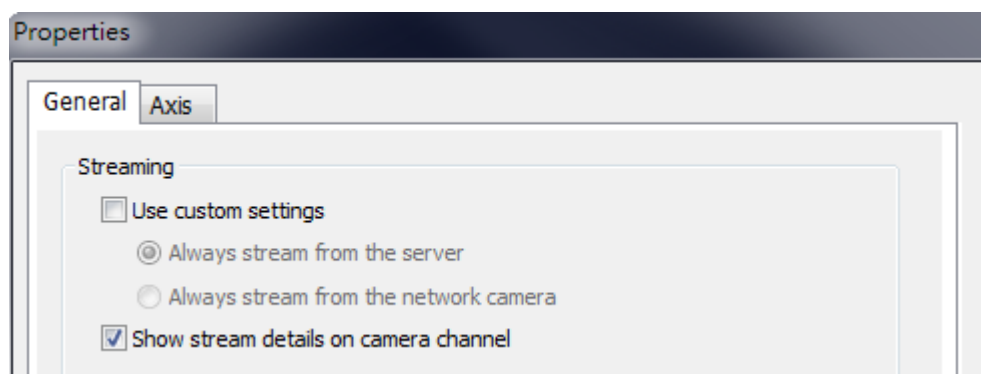 Properties
General Axis
Streaming
Use custom settings
Always stream from the server
Always stream from the network camera
Show stream details on camera channel